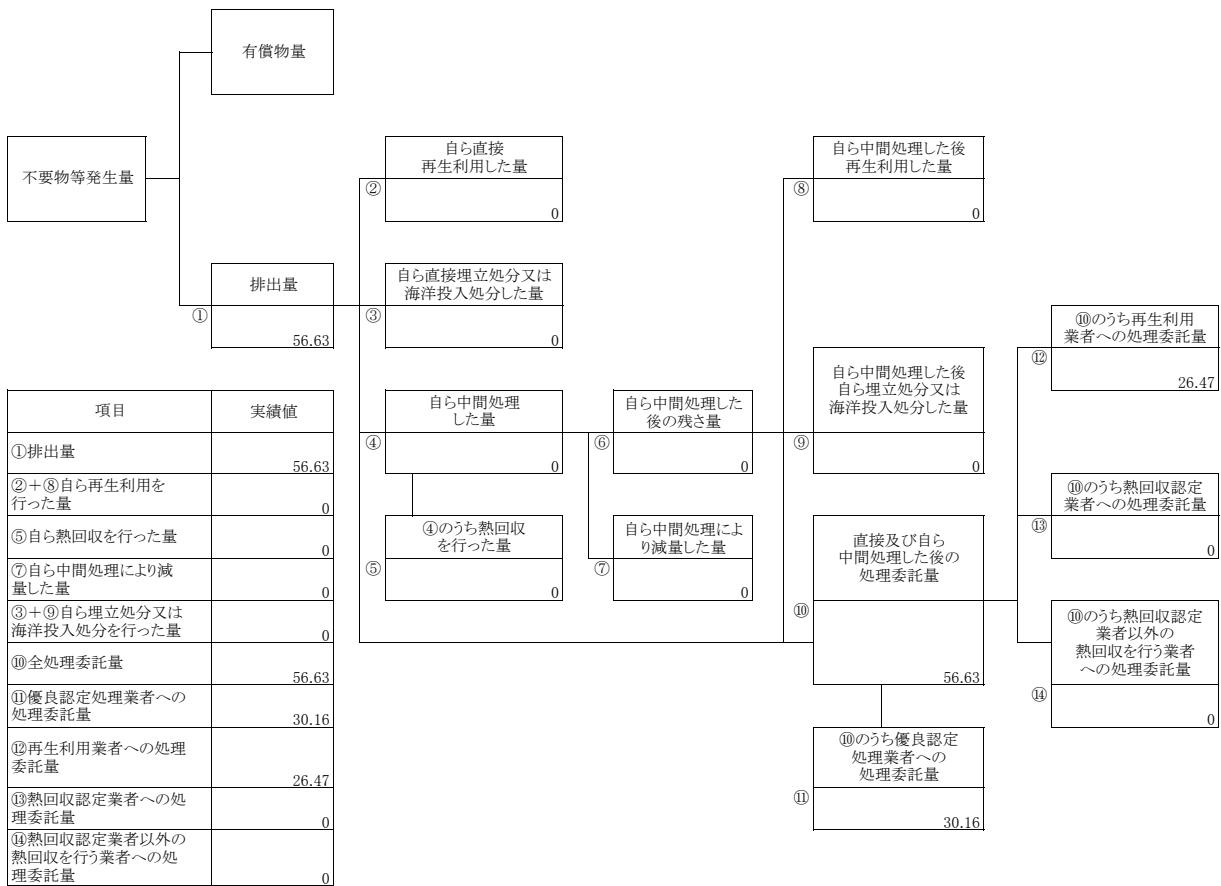 有償物量
不要物等発生量
排出量
①
56.63
自ら直接
再生利用した量
②
0
自ら直接埋立処分又は
海洋投入処分した量
③
0
自ら中間処理
した量
④
0
④のうち熱回収
を行った量
⑤
0
自ら中間処理した
後の残さ量
⑥
0
自ら中間処理によ
り減量した量
⑦
0
自ら中間処理した後
再生利用した量
⑧
0
自ら中間処理した後
自ら埋立処分又は
海洋投入処分した量
⑨
0
直接及び自ら
中間処理した後の
処理委託量
⑩
56.63
⑩のうち優良認定
処理業者への
処理委託量
⑪
30.16
⑩のうち再生利用
業者への処理委託量
⑫
26.47
⑩のうち熱回収認定
業者への処理委託量
⑬
0
⑩のうち熱回収認定
業者以外の
熱回収を行う業者
への処理委託量
⑭
0
項目 実績値
①排出量
56.63
②+⑧自ら再生利用を
行った量
0
⑤自ら熱回収を行った量
0
⑦自ら中間処理により減
量した量
0
③+⑨自ら埋立処分又は
海洋投入処分を行った量
0
⑩全処理委託量
56.63
⑪優良認定処理業者への
処理委託量
30.16
⑫再生利用業者への処理
委託量
26.47
⑬熱回収認定業者への処
理委託量
0
⑭熱回収認定業者以外の
熱回収を行う業者への処
理委託量
0